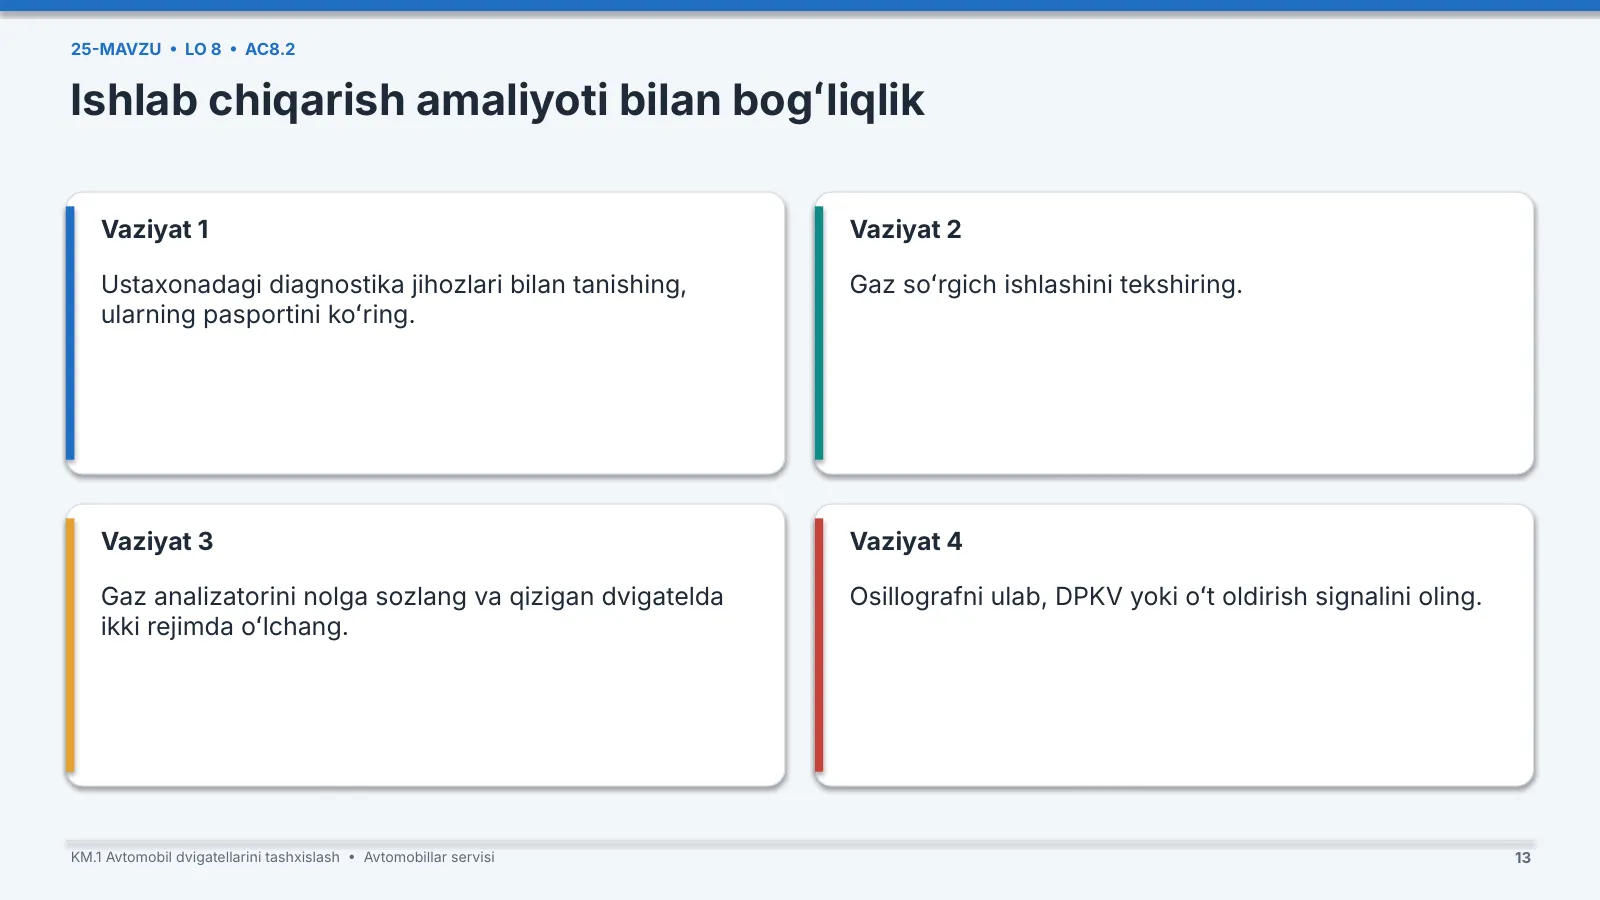 25-MAVZU • LO 8 • AC8.2
Ishlab chiqarish amaliyoti bilan bogʻliqlik
Vaziyat 1
Ustaxonadagi diagnostika jihozlari bilan tanishing,
ularning pasportini koʻring.
Vaziyat 2
Gaz soʻrgich ishlashini tekshiring.
Vaziyat 3
Gaz analizatorini nolga sozlang va qizigan dvigatelda
ikki rejimda oʻlchang.
Vaziyat 4
Osillografni ulab, DPKV yoki oʻt oldirish signalini oling.
KM.1 Avtomobil dvigatellarini tashxislash • Avtomobillar servisi
13